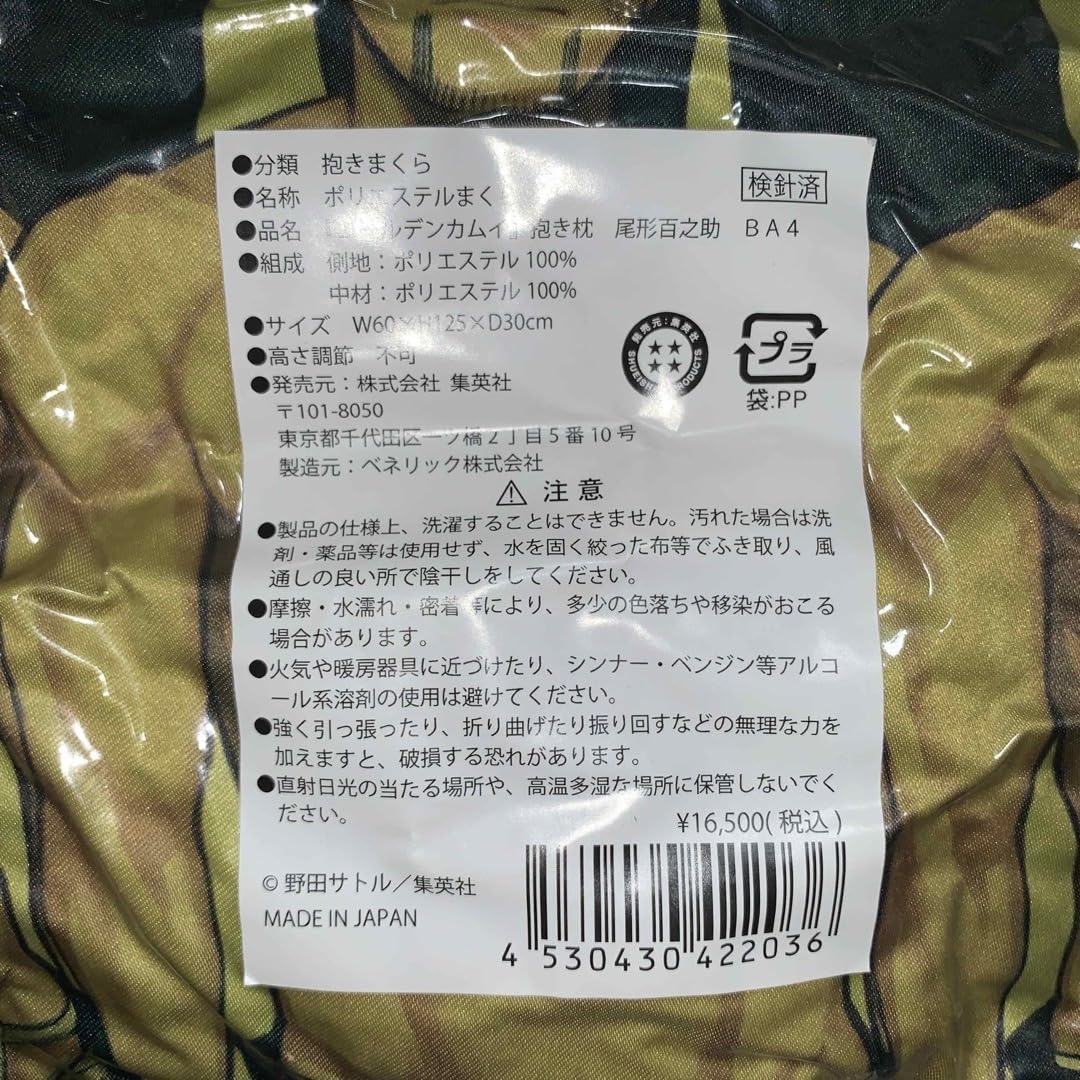 ●分類 抱きまくら
検針済
●名称 ポリエステルまく
●品名 ルデンカムイ』抱き枕 尾形百之助 BA4
●組成 側地：ポリエステル100%
中材：ポリエステル100%
●サイズ W60×H125×D30cm
●高さ調節 不可
発売元：集英社
SHUEISHA PRODUCTS
プラ
袋:PP
●発売元：株式会社 集英社
〒101-8050
東京都千代田区一ツ橋2丁目5番10号
製造元：ベネリック株式会社
⚠ 注意
●製品の仕様上、洗濯することはできません。汚れた場合は洗
剤・薬品等は使用せず、水を固く絞った布等でふき取り、風
通しの良い所で陰干しをしてください。
●摩擦・水濡れ・密着等により、多少の色落ちや移染がおこる
場合があります。
●火気や暖房器具に近づけたり、シンナー・ベンジン等アルコ
ール系溶剤の使用は避けてください。
●強く引っ張ったり、折り曲げたり振り回すなどの無理な力を
加えますと、破損する恐れがあります。
●直射日光の当たる場所や、高温多湿な場所に保管しないでく
ださい。
¥16,500(税込)
© 野田サトル／集英社
MADE IN JAPAN
4 530430 422036